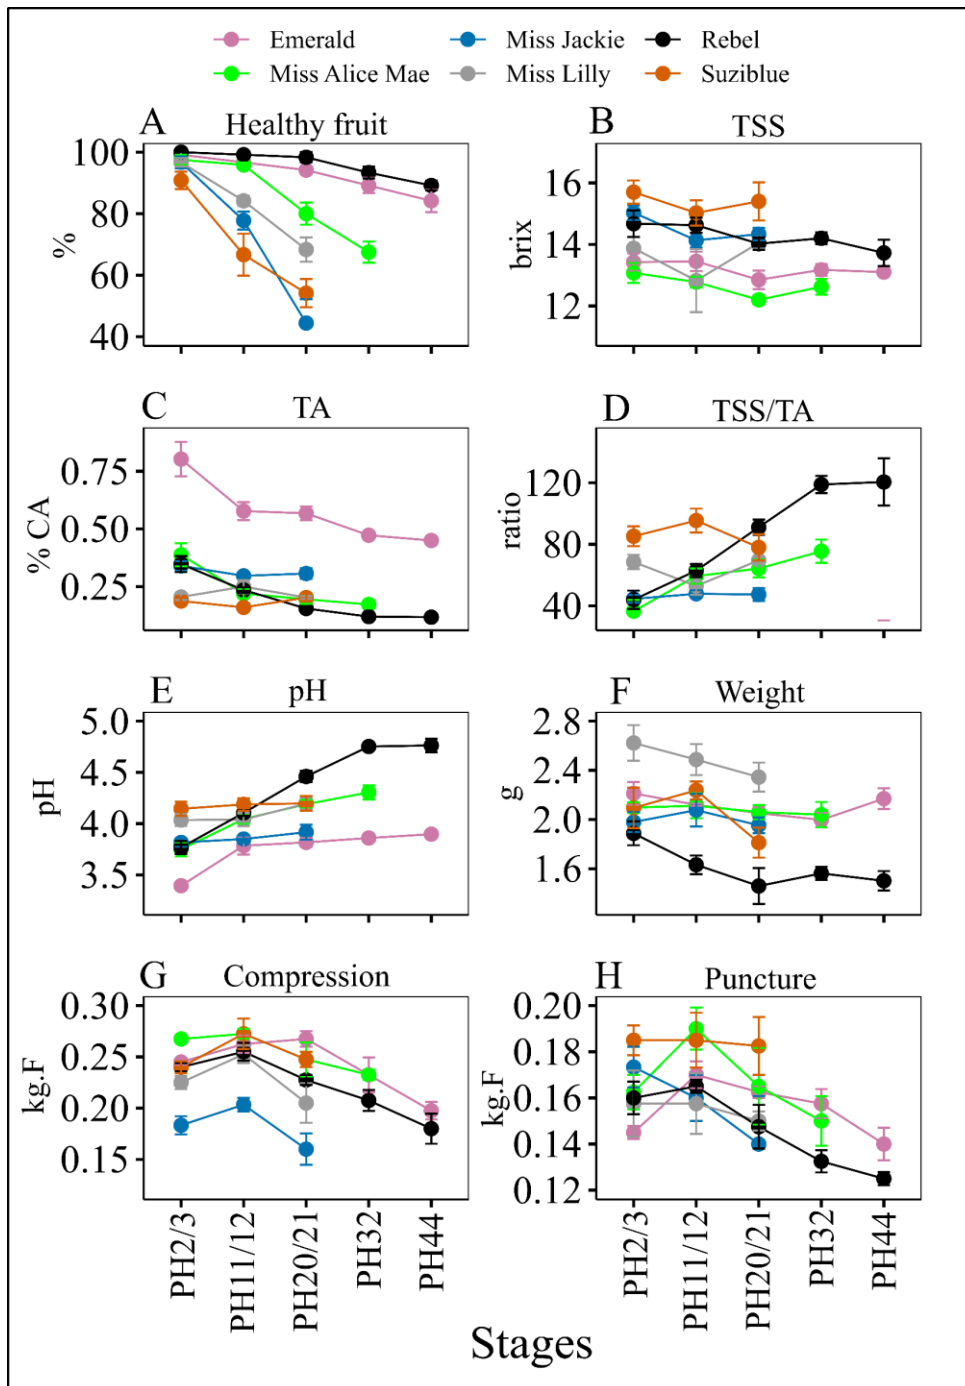 Emerald Miss Jackie Rebel
Miss Alice Mae Miss Lilly Suziblue
A Healthy fruit
100
80
60
40
%
B TSS
16
14
12
brix
C TA
0.75
0.50
0.25
% CA
D TSS/TA
120
80
40
ratio
E pH
5.0
4.5
4.0
3.5
pH
F Weight
2.8
2.4
2.0
1.6
g
G Compression
0.30
0.25
0.20
0.15
kg.F
H Puncture
0.20
0.18
0.16
0.14
0.12
kg.F
PH2/3 PH11/12 PH20/21 PH32 PH44
PH2/3 PH11/12 PH20/21 PH32 PH44
Stages